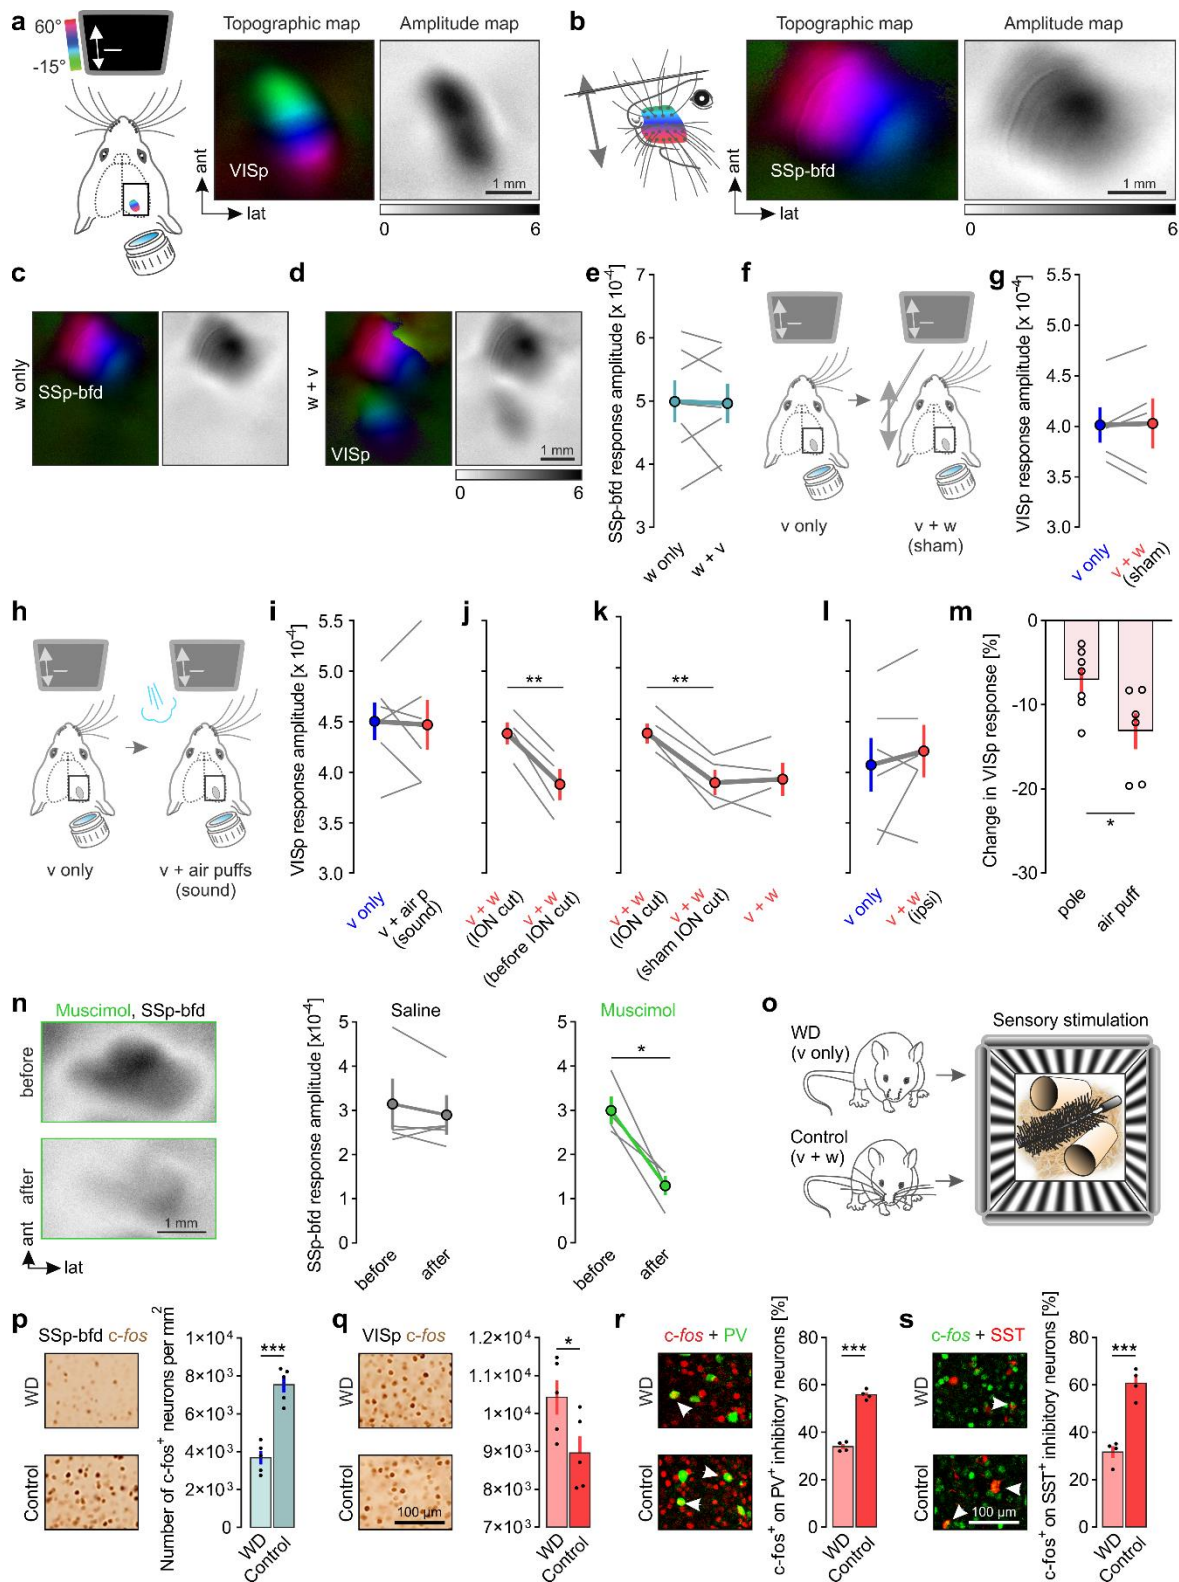 a
60°
-15°
Topographic map
Amplitude map
VISp
ant
lat
1 mm
0
6
b
Topographic map
Amplitude map
SSp-bfd
ant
lat
1 mm
0
6
c
w only
SSp-bfd
d
w + v
VISp
1 mm
0
6
e
SSp-bfd response amplitude [x 10⁻⁴]
7
6
5
4
3
w only
w + v
f
v only
v + w
(sham)
g
VISp response amplitude [x 10⁻⁴]
5.5
5.0
4.5
4.0
3.5
3.0
v only
v + w
(sham)
h
v only
v + air puffs
(sound)
i
VISp response amplitude [x 10⁻⁴]
5.5
5.0
4.5
4.0
3.5
3.0
v only
v + air p
(sound)
j
**
v + w
(ION cut)
v + w
(before ION cut)
k
**
v + w
(ION cut)
v + w
(sham ION cut)
v + w
l
v only
v + w
(ipsi)
m
Change in VISp response [%]
0
-10
-20
-30
*
pole
air puff
n
Muscimol, SSp-bfd
before
after
ant
lat
1 mm
SSp-bfd response amplitude [x10⁻⁴]
Saline
5
4
3
2
1
0
before
after
Muscimol
5
4
3
2
1
0
*
before
after
o
WD
(v only)
Control
(v + w)
Sensory stimulation
p
SSp-bfd c-fos
WD
Control
Number of c-fos⁺ neurons per mm²
1×10⁴
8×10³
6×10³
4×10³
2×10³
0
***
WD
Control
q
VISp c-fos
WD
Control
100 µm
1.2×10⁴
1.1×10⁴
1×10⁴
9×10³
8×10³
7×10³
*
WD
Control
r
c-fos + PV
WD
Control
c-fos⁺ on PV⁺ inhibitory neurons [%]
80
60
40
20
0
***
WD
Control
s
c-fos + SST
WD
Control
100 µm
c-fos⁺ on SST⁺ inhibitory neurons [%]
80
60
40
20
0
***
WD
Control